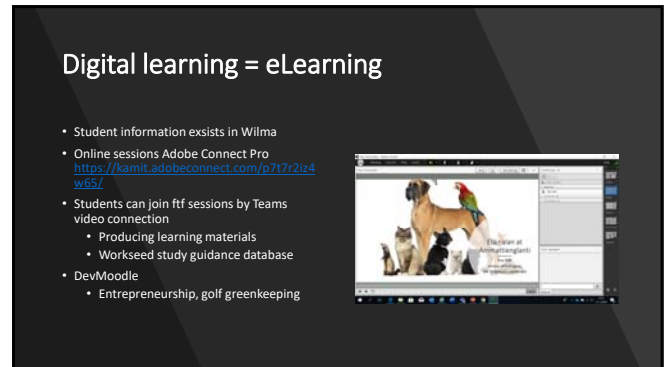 Digital learning = eLearning
• Student information exsists in Wilma
• Online sessions Adobe Connect Pro
https://kamit.adobeconnect.com/p7t7r2iz4
w65/
• Students can join ftf sessions by Teams
video connection
• Producing learning materials
• Workseed study guidance database
• DevMoodle
• Entrepreneurship, golf greenkeeping